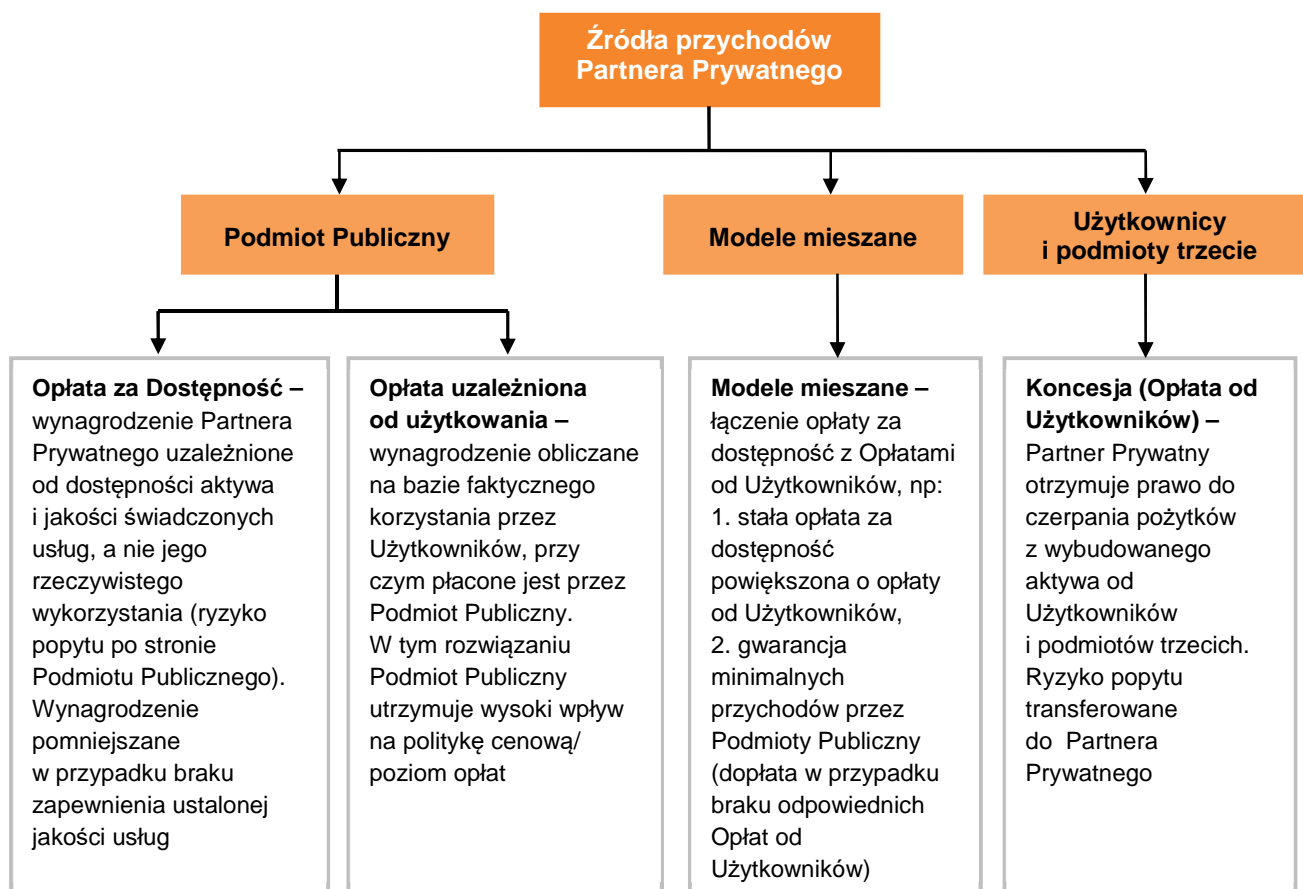 Źródła przychodów
Partnera Prywatnego
Podmiot Publiczny
Modele mieszane
Użytkownicy
i podmioty trzecie
Opłata za Dostępność –
wynagrodzenie Partnera
Prywatnego uzależnione
od dostępności aktywa
i jakości świadczonych
usług, a nie jego
rzeczywistego
wykorzystania (ryzyko
popytu po stronie
Podmiotu Publicznego).
Wynagrodzenie
pomniejszane
w przypadku braku
zapewnienia ustalonej
jakości usług
Opłata uzależniona
od użytkowania –
wynagrodzenie obliczane
na bazie faktycznego
korzystania przez
Użytkowników, przy
czym płacone jest przez
Podmiot Publiczny.
W tym rozwiązaniu
Podmiot Publiczny
utrzymuje wysoki wpływ
na politykę cenową/
poziom opłat
Modele mieszane –
łączenie opłaty za
dostępność z Opłatami
od Użytkowników, np:
1. stała opłata za
dostępność
powiększona o opłaty
od Użytkowników,
2. gwarancja
minimalnych
przychodów przez
Podmioty Publiczny
(dopłata w przypadku
braku odpowiednich
Opłat od
Użytkowników)
Koncesja (Opłata od
Użytkowników) –
Partner Prywatny
otrzymuje prawo do
czerpania pożytków
z wybudowanego
aktywa od
Użytkowników
i podmiotów trzecich.
Ryzyko popytu
transferowane
do Partnera
Prywatnego